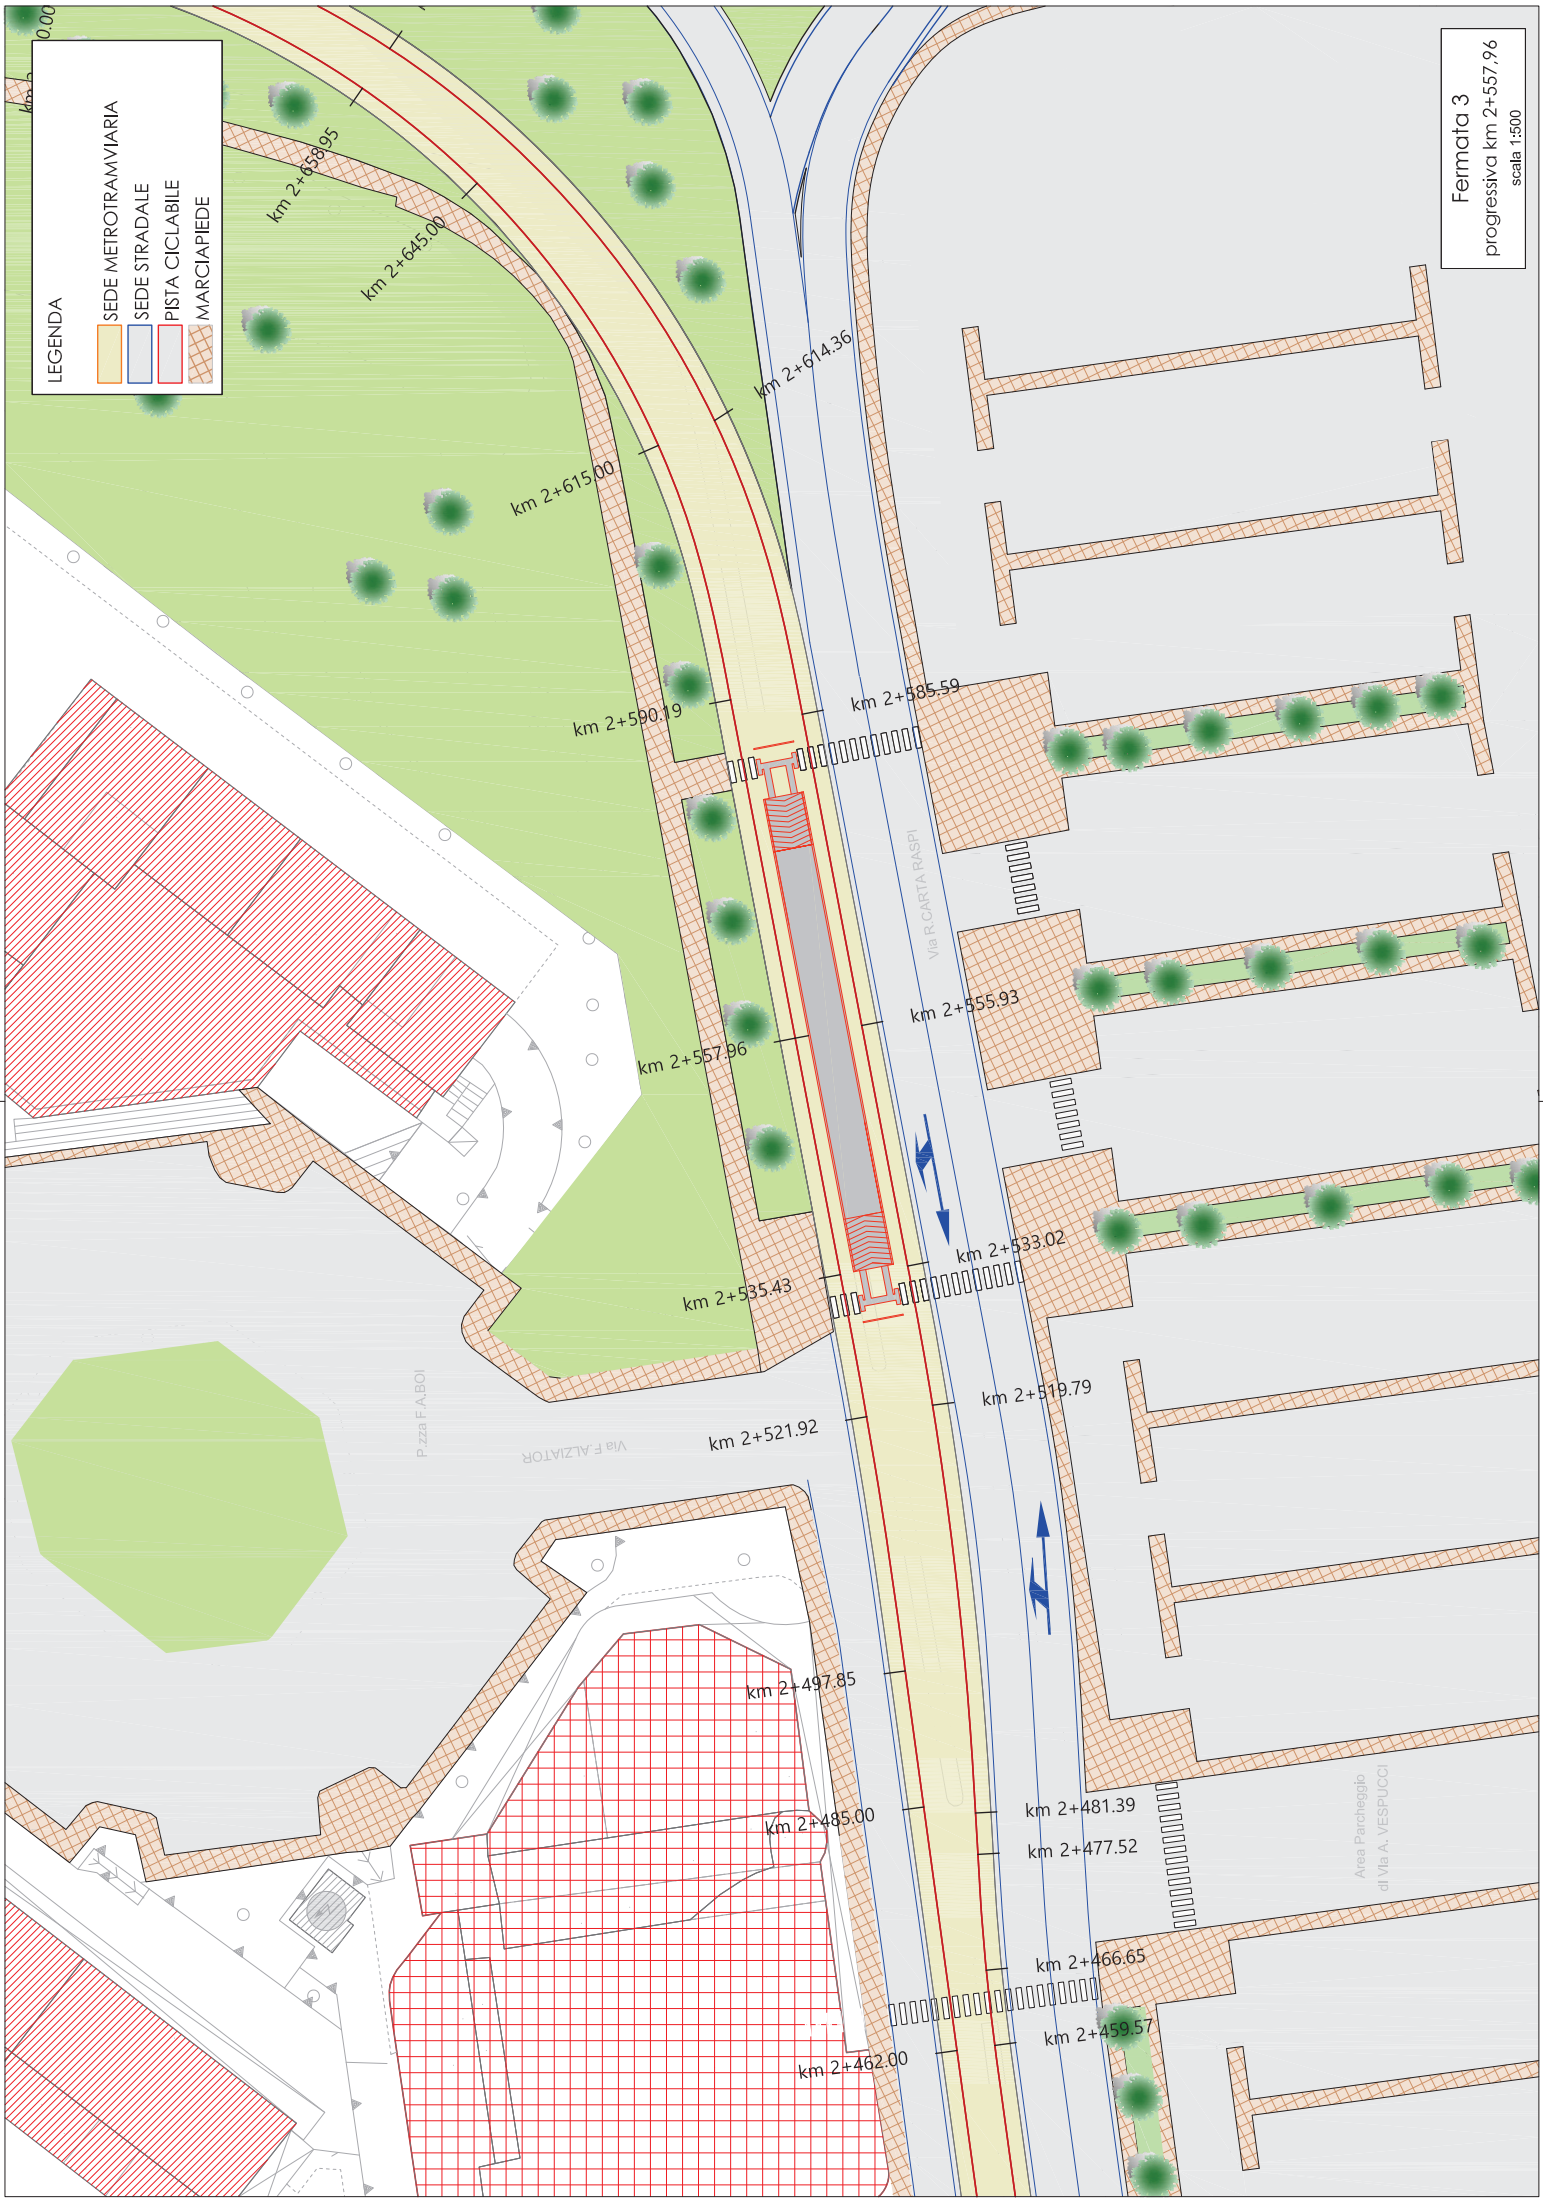 LEGENDA
SEDE METROTRAMVIARIA
SEDE STRADALE
PISTA CICLABILE
MARCIAPIEDE
Fermata 3
progressiva km 2+557,96
scala 1:500
km 2+658.95
km 2+645.00
km 2+614.36
km 2+615.00
km 2+585.59
km 2+590.19
Via R.CARTA RASPI
km 2+555.93
km 2+557.96
km 2+533.02
km 2+535.43
P.zza F.A.BOI
km 2+519.79
km 2+521.92
Via F.ALZIATOR
km 2+497.85
km 2+481.39
km 2+485.00
km 2+477.52
Area Parcheggio
di VIa A. VESPUCCI
km 2+466.65
km 2+459.57
km 2+462.00